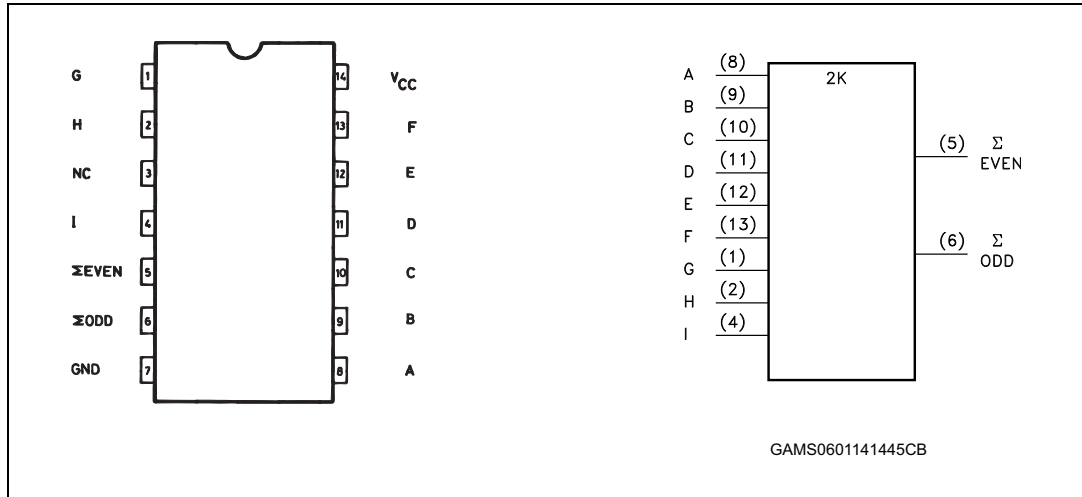 G 1 14 VCC
H 2 13 F
NC 3 12 E
I 4 11 D
ΣEVEN 5 10 C
ΣODD 6 9 B
GND 7 8 A
2K
A (8)
B (9)
C (10)
D (11)
E (12)
F (13)
G (1)
H (2)
I (4)
(5) Σ
EVEN
(6) Σ
ODD
GAMS0601141445CB